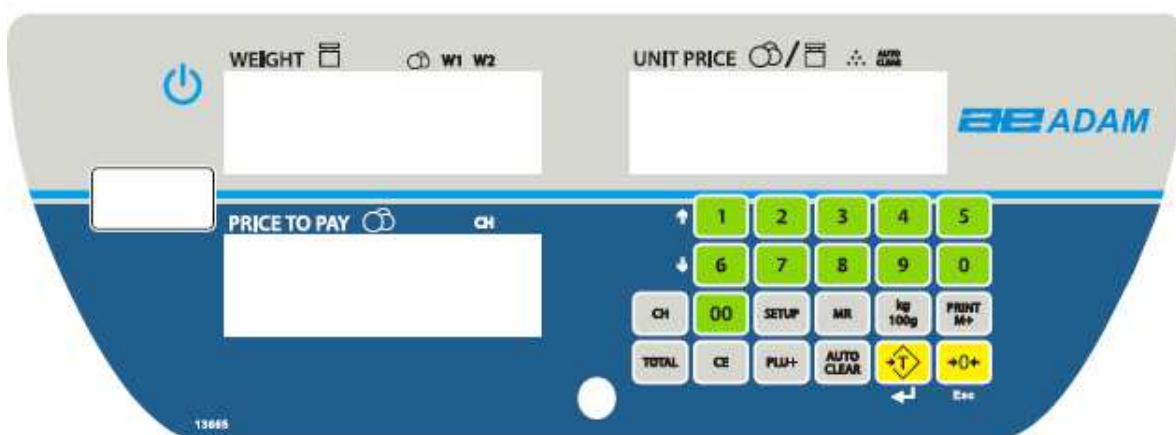 WEIGHT W1 W2
UNIT PRICE / AUTO CLEAR
ae ADAM
PRICE TO PAY CH
1 2 3 4 5
6 7 8 9 0
CH 00 SETUP MR kg 100g PRINT M+
TOTAL CE PLU+ AUTO CLEAR →T →0←
Esc
13665